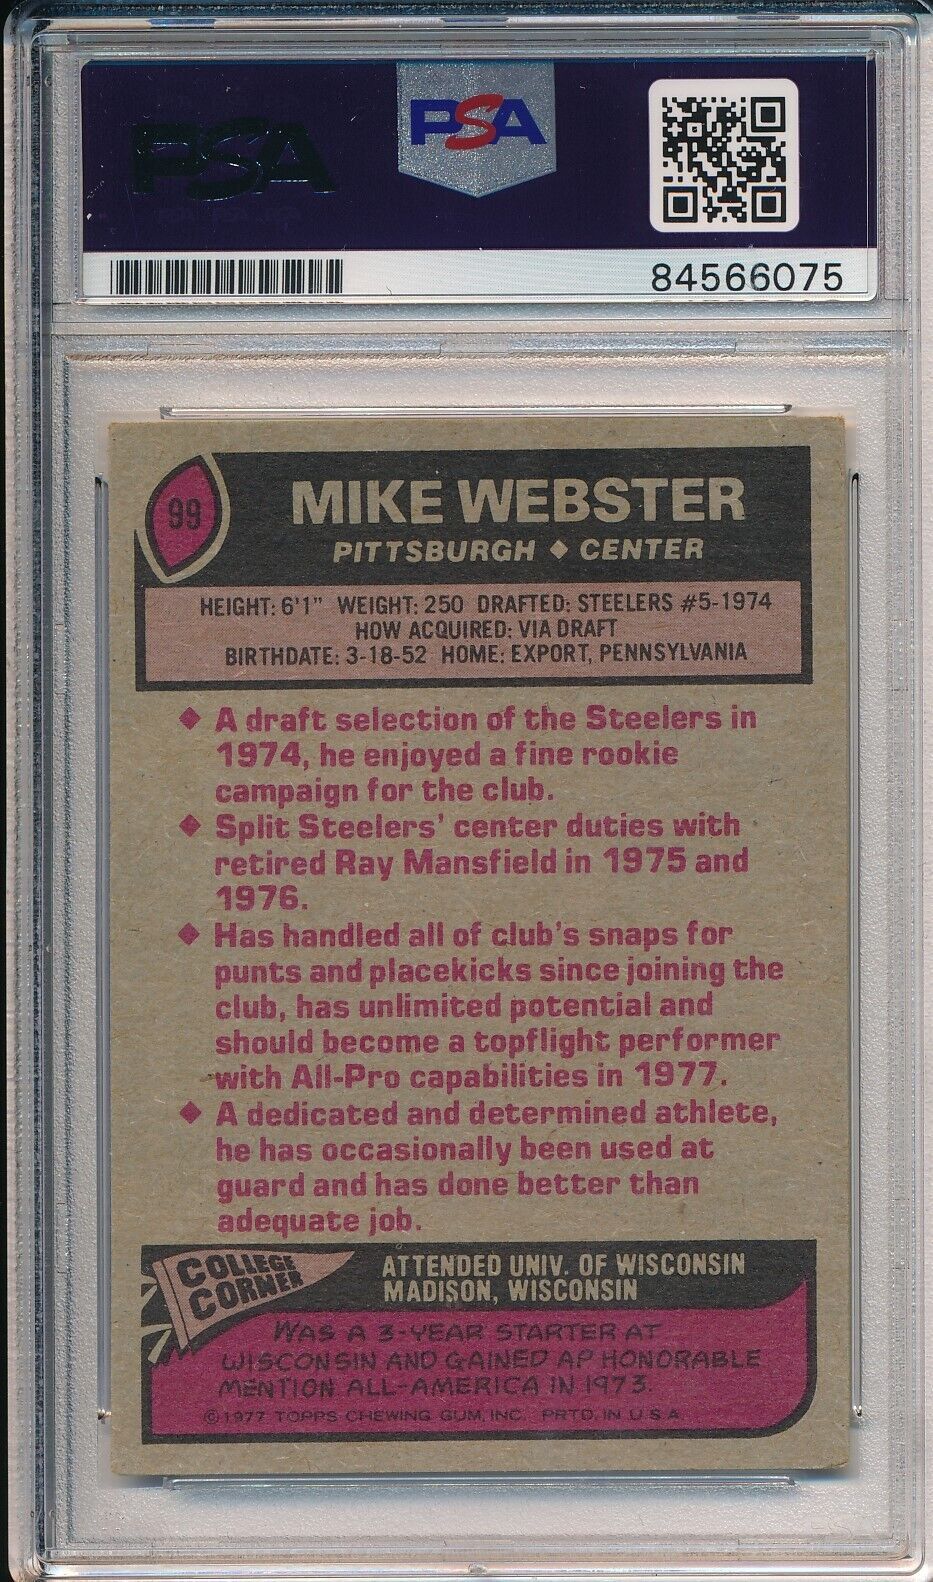 PSA
PSA
84566075
99
MIKE WEBSTER
PITTSBURGH ◆ CENTER
HEIGHT: 6'1" WEIGHT: 250 DRAFTED: STEELERS #5-1974
HOW ACQUIRED: VIA DRAFT
BIRTHDATE: 3-18-52 HOME: EXPORT, PENNSYLVANIA
◆ A draft selection of the Steelers in
1974, he enjoyed a fine rookie
campaign for the club.
◆ Split Steelers' center duties with
retired Ray Mansfield in 1975 and
1976.
◆ Has handled all of club's snaps for
punts and placekicks since joining the
club, has unlimited potential and
should become a topflight performer
with All-Pro capabilities in 1977.
◆ A dedicated and determined athlete,
he has occasionally been used at
guard and has done better than
adequate job.
COLLEGE
CORNER
ATTENDED UNIV. OF WISCONSIN
MADISON, WISCONSIN
WAS A 3-YEAR STARTER AT
WISCONSIN AND GAINED AP HONORABLE
MENTION ALL-AMERICA IN 1973.
©1977 TOPPS CHEWING GUM, INC. PRTD. IN U.S.A.